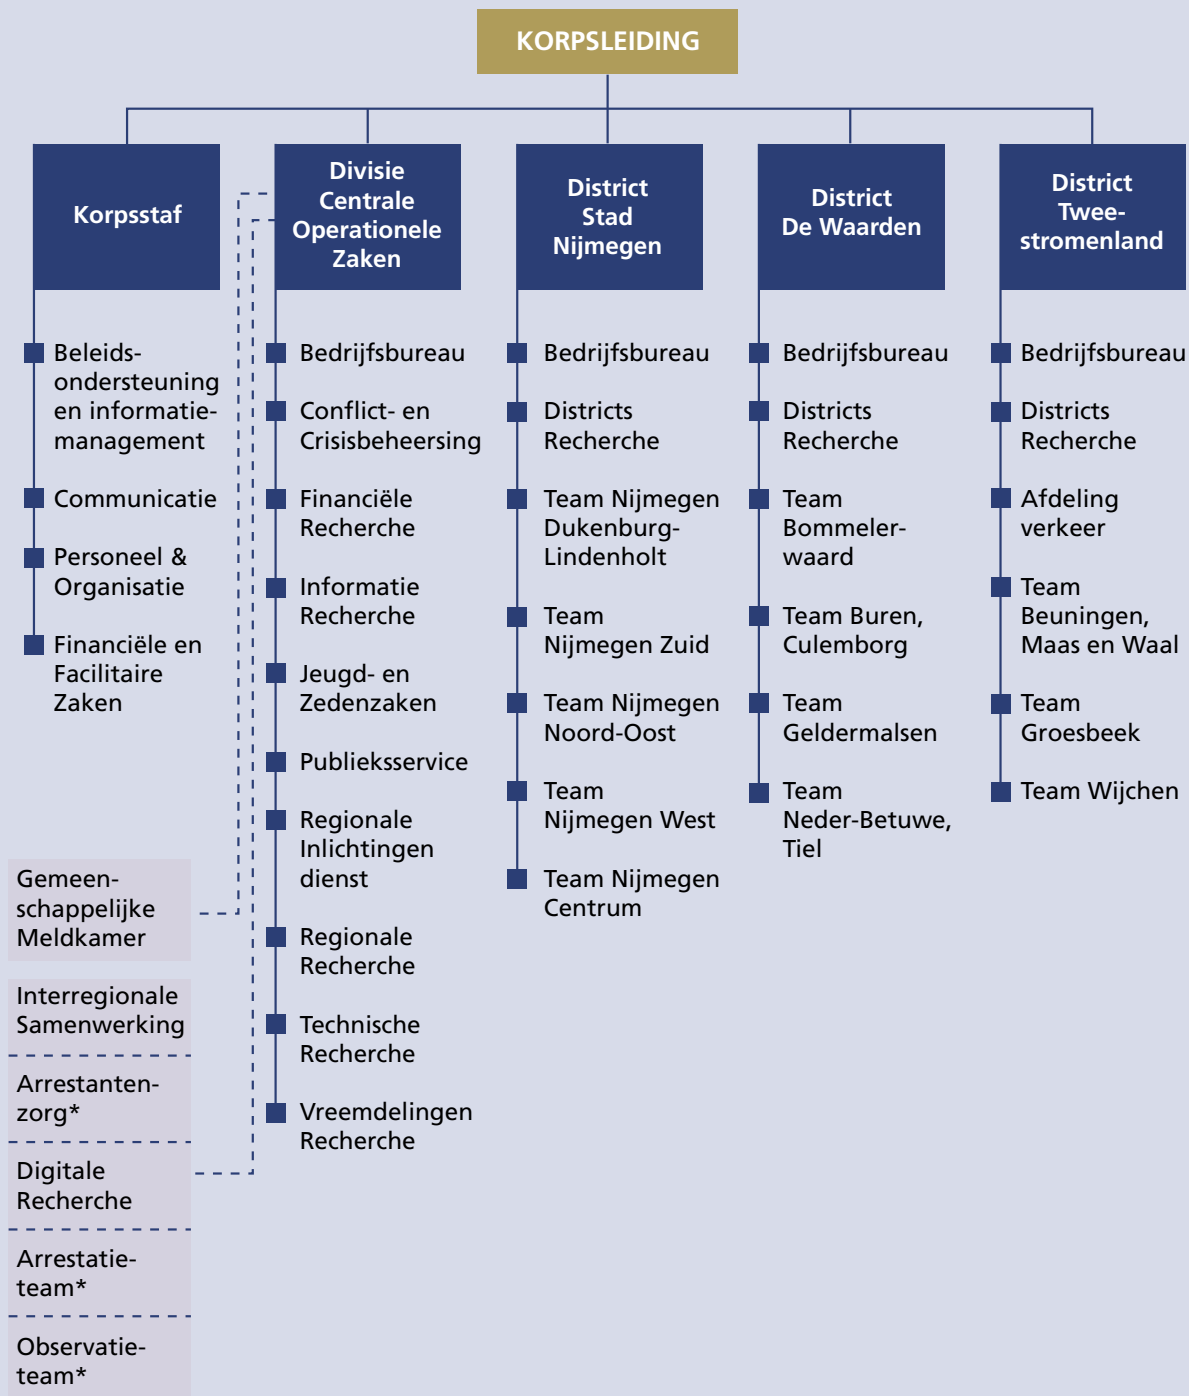 KORPSLEIDING
Korpsstaf
Divisie
Centrale
Operationele
Zaken
District
Stad
Nijmegen
District
De Waarden
District
Twee-
stromenland
Beleids-
ondersteuning
en informatie-
management
Communicatie
Personeel &
Organisatie
Financiële en
Facilitaire
Zaken
Bedrijfsbureau
Conflict- en
Crisisbeheersing
Financiële
Recherche
Informatie
Recherche
Jeugd- en
Zedenzaken
Publieksservice
Regionale
Inlichtingen
dienst
Regionale
Recherche
Technische
Recherche
Vreemdelingen
Recherche
Bedrijfsbureau
Districts
Recherche
Team Nijmegen
Dukenburg-
Lindenholt
Team
Nijmegen Zuid
Team Nijmegen
Noord-Oost
Team
Nijmegen West
Team Nijmegen
Centrum
Bedrijfsbureau
Districts
Recherche
Team
Bommeler-
waard
Team Buren,
Culemborg
Team
Geldermalsen
Team
Neder-Betuwe,
Tiel
Bedrijfsbureau
Districts
Recherche
Afdeling
verkeer
Team
Beuningen,
Maas en Waal
Team
Groesbeek
Team Wijchen
Gemeen-
schappelijke
Meldkamer
Interregionale
Samenwerking
Arrestanten-
zorg*
Digitale
Recherche
Arrestatie-
team*
Observatie-
team*